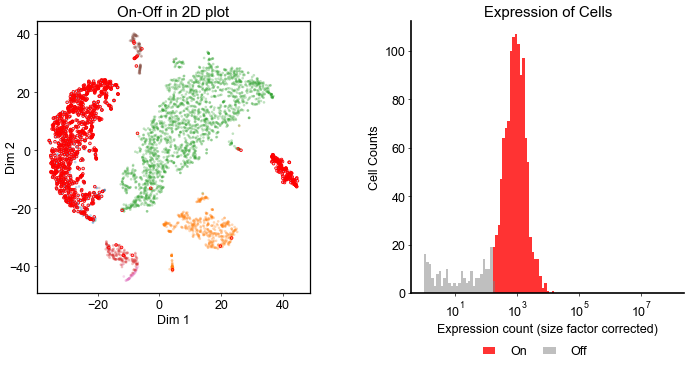 On-Off in 2D plot
Dim 2
40
20
0
−20
−40
−20
0
20
40
Dim 1
Expression of Cells
Cell Counts
100
80
60
40
20
0
10^1
10^3
10^5
10^7
Expression count (size factor corrected)
On
Off